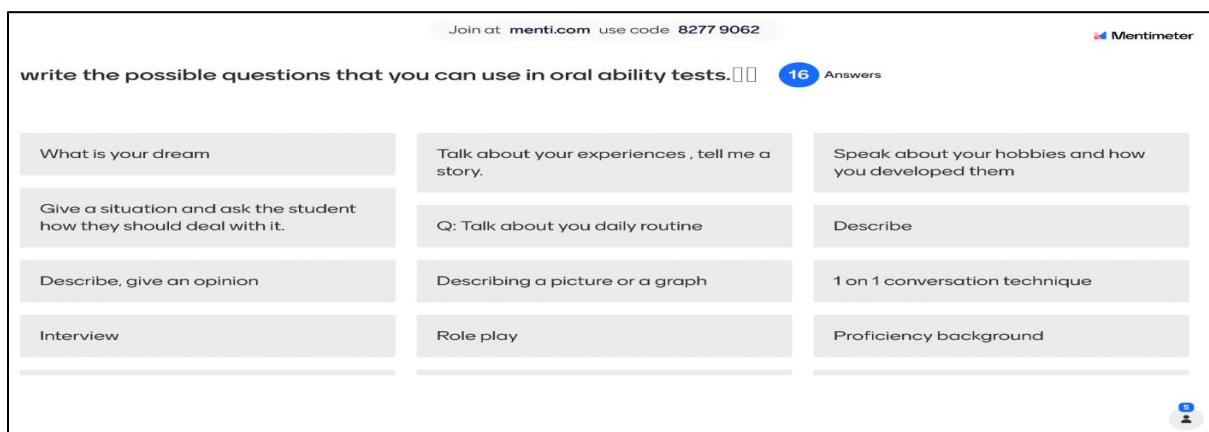 Join at menti.com use code 8277 9062
Mentimeter
write the possible questions that you can use in oral ability tests.
16 Answers
What is your dream
Give a situation and ask the student
how they should deal with it.
Describe, give an opinion
Interview
Talk about your experiences , tell me a
story.
Q: Talk about you daily routine
Describing a picture or a graph
Role play
Speak about your hobbies and how
you developed them
Describe
1 on 1 conversation technique
Proficiency background
5